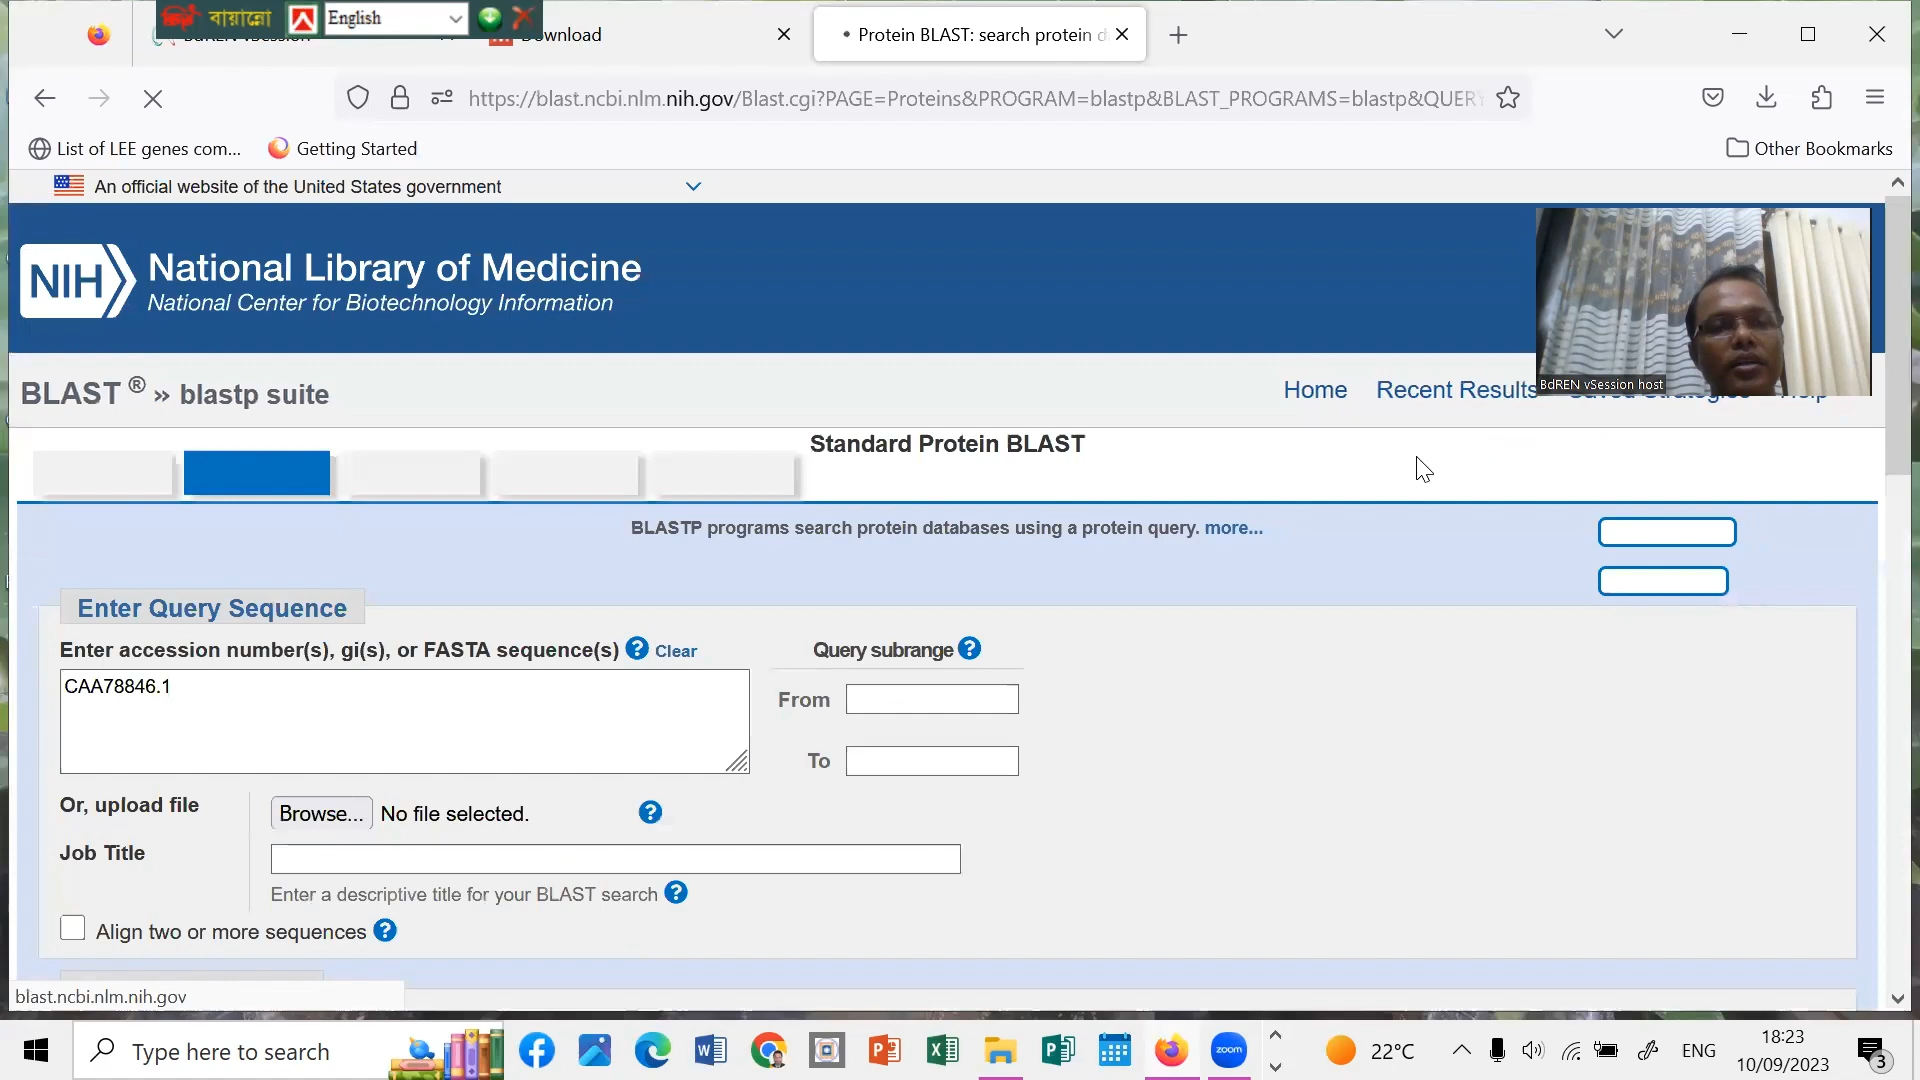 বায়ান্নো
English
Download
Protein BLAST: search protein d
https://blast.ncbi.nlm.nih.gov/Blast.cgi?PAGE=Proteins&PROGRAM=blastp&BLAST_PROGRAMS=blastp&QUERY
List of LEE genes com...
Getting Started
Other Bookmarks
An official website of the United States government
NIH
National Library of Medicine
National Center for Biotechnology Information
BdREN vSession host
BLAST ® » blastp suite
Home
Recent Results
Standard Protein BLAST
BLASTP programs search protein databases using a protein query. more...
Enter Query Sequence
Enter accession number(s), gi(s), or FASTA sequence(s) ? Clear
Query subrange ?
CAA78846.1
From
To
Or, upload file
Browse... No file selected. ?
Job Title
Enter a descriptive title for your BLAST search ?
Align two or more sequences ?
blast.ncbi.nlm.nih.gov
Type here to search
zoom
22°C
ENG
18:23
10/09/2023
3